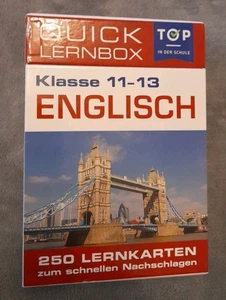 QUICK
LERNBOX
TOP
IN DER SCHULE
Klasse 11-13
ENGLISCH
250 LERNKARTEN
zum schnellen Nachschlagen